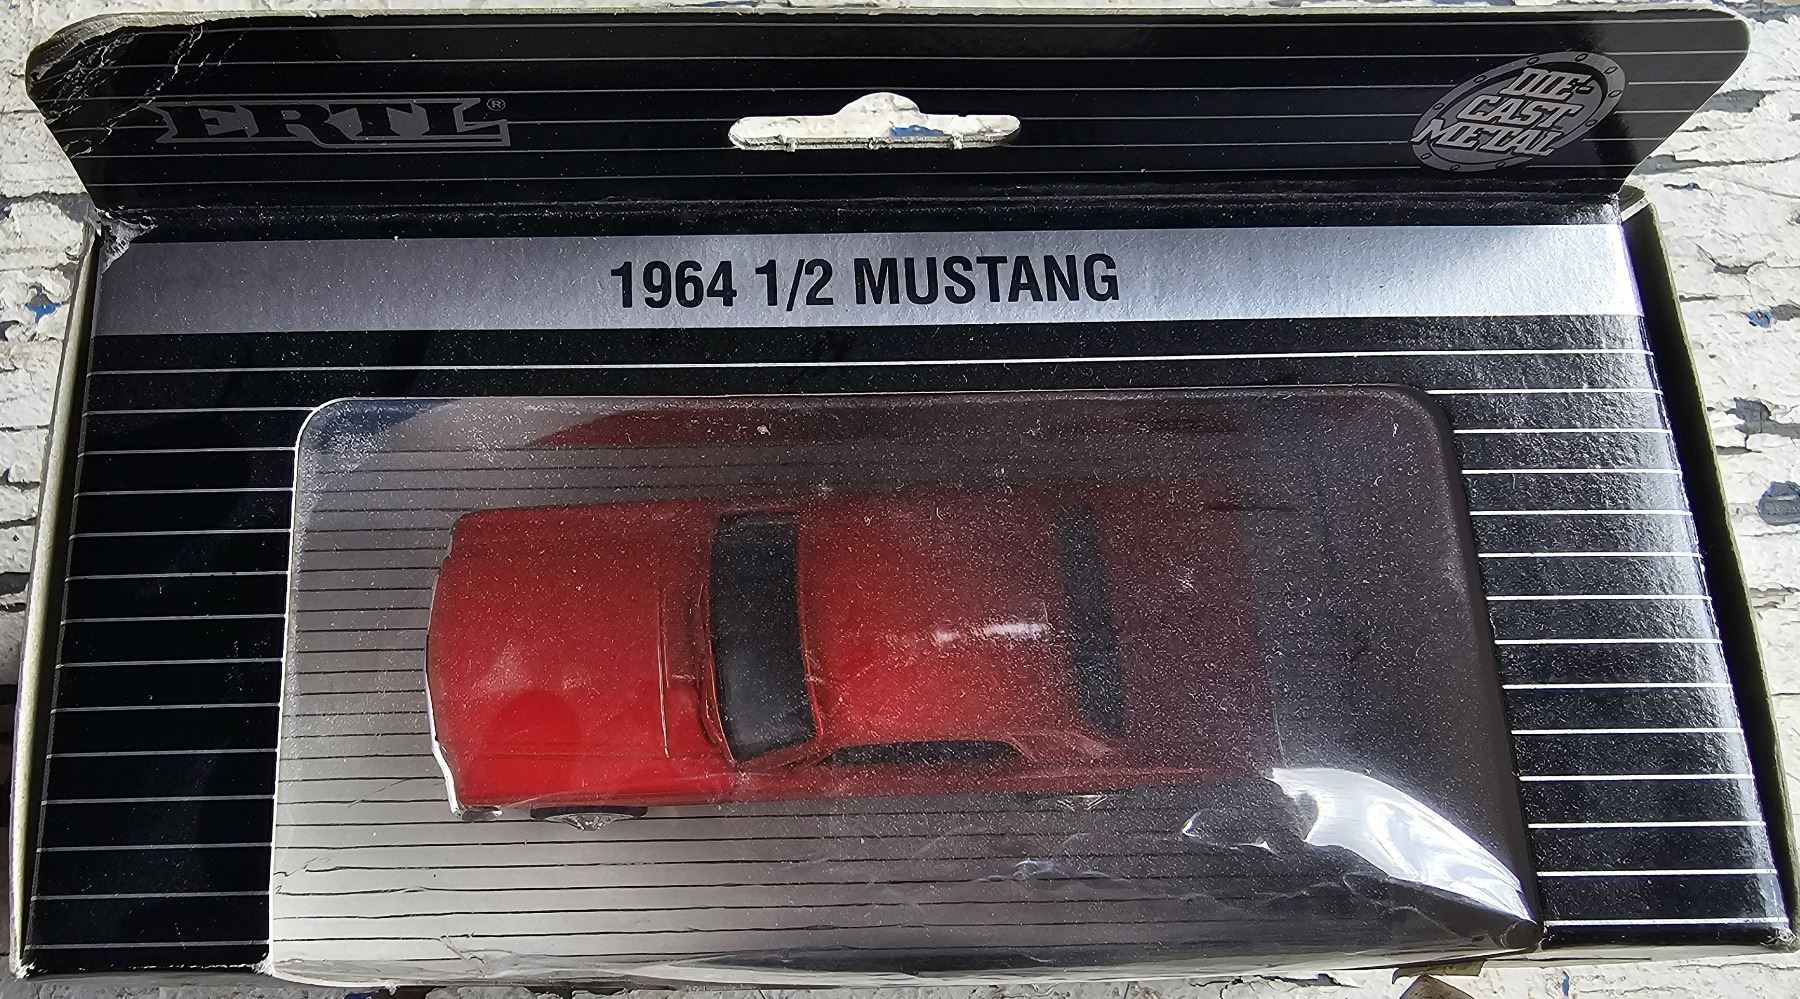 ERTL®
DIE
CAST
METAL
1964 1/2 MUSTANG